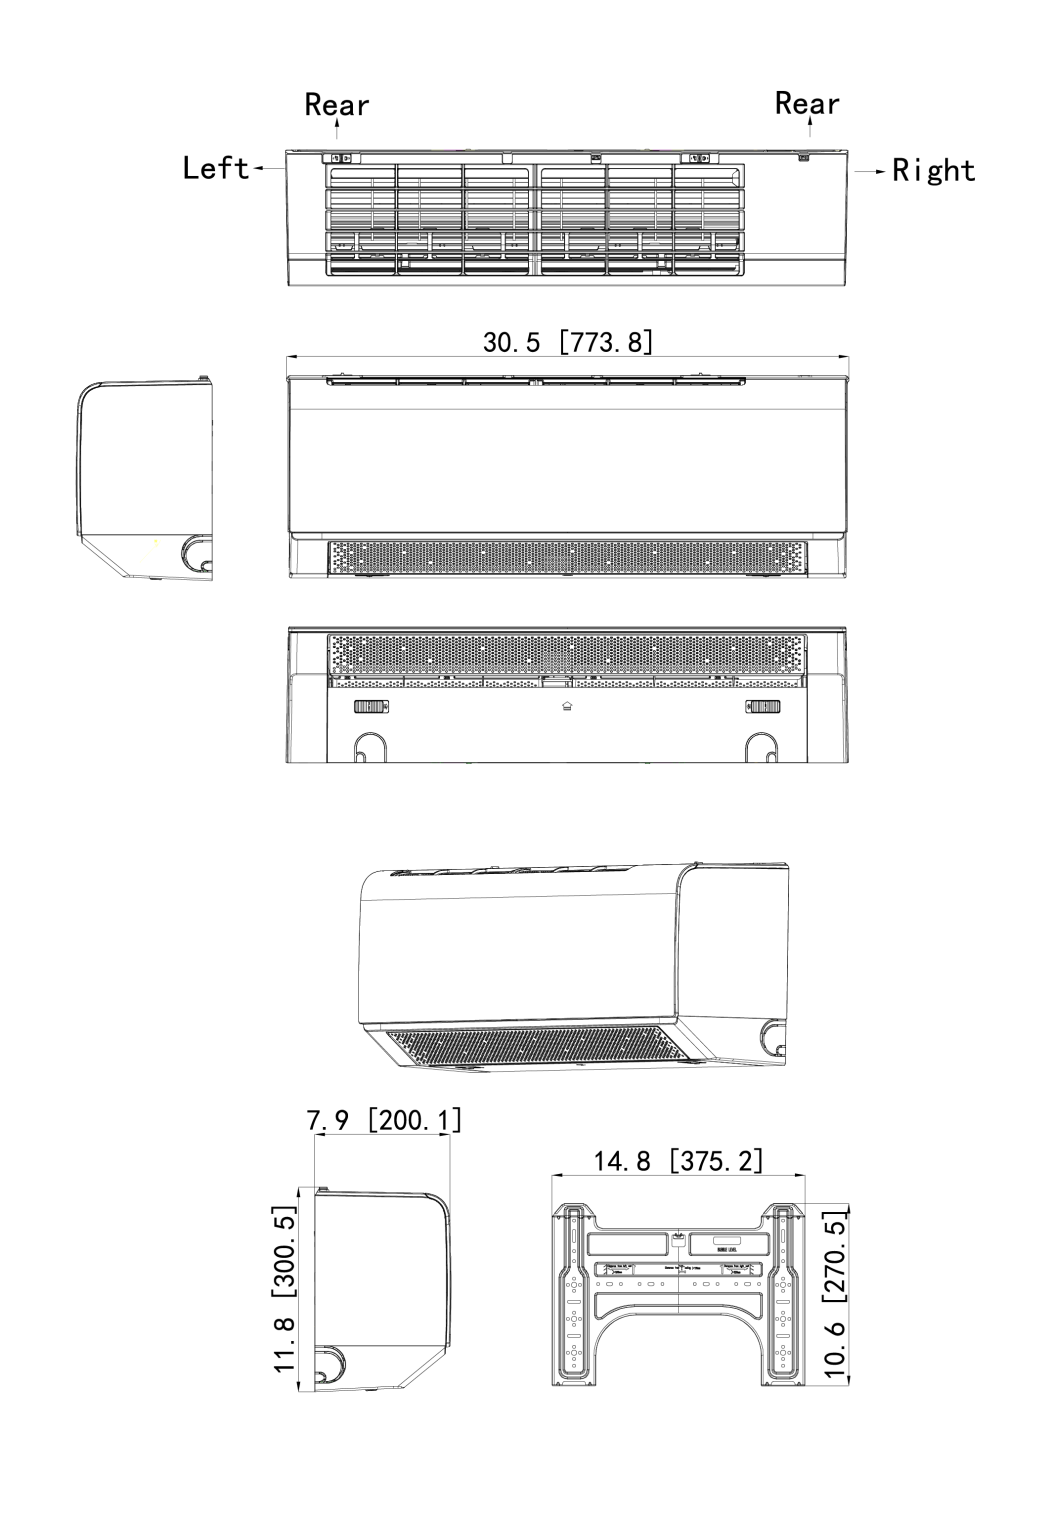 Rear
Rear
Left
Right
30.5 [773.8]
7.9 [200.1]
14.8 [375.2]
11.8 [300.5]
10.6 [270.5]